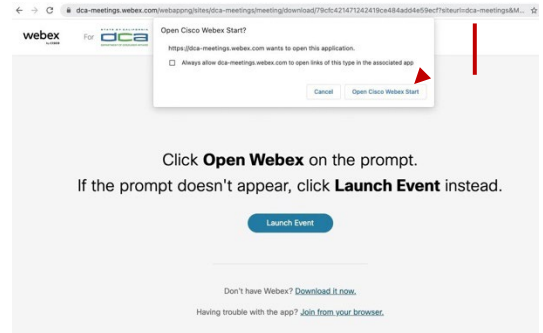 dca-meetings.webex.com/webappng/sites/dca-meetings/meeting/download/79cfc421471242419ce484add4e59ecf?siteurl=dca-meetings&M...
Open Cisco Webex Start?
https://dca-meetings.webex.com wants to open this application.
Always allow dca-meetings.webex.com to open links of this type in the associated app
Cancel Open Cisco Webex Start
webex
For
STATE OF CALIFORNIA
dca
Click Open Webex on the prompt.
If the prompt doesn't appear, click Launch Event instead.
Launch Event
Don't have Webex? Download it now.
Having trouble with the app? Join from your browser.